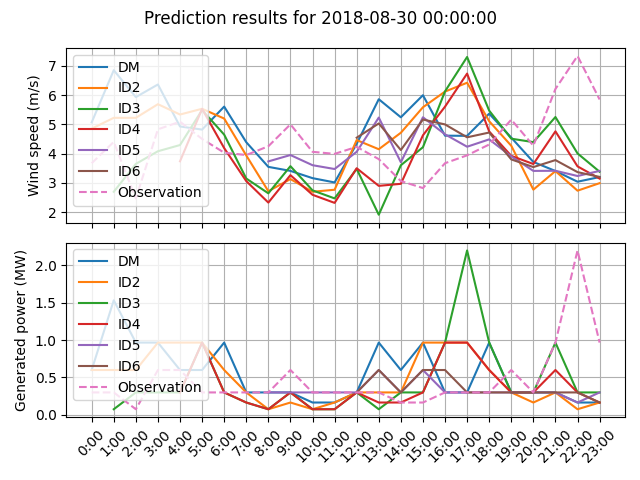 Prediction results for 2018-08-30 00:00:00
Wind speed (m/s)
7
6
5
4
3
2
DM
ID2
ID3
ID4
ID5
ID6
Observation
Generated power (MW)
2.0
1.5
1.0
0.5
0.0
DM
ID2
ID3
ID4
ID5
ID6
Observation
0:00 1:00 2:00 3:00 4:00 5:00 6:00 7:00 8:00 9:00 10:00 11:00 12:00 13:00 14:00 15:00 16:00 17:00 18:00 19:00 20:00 21:00 22:00 23:00